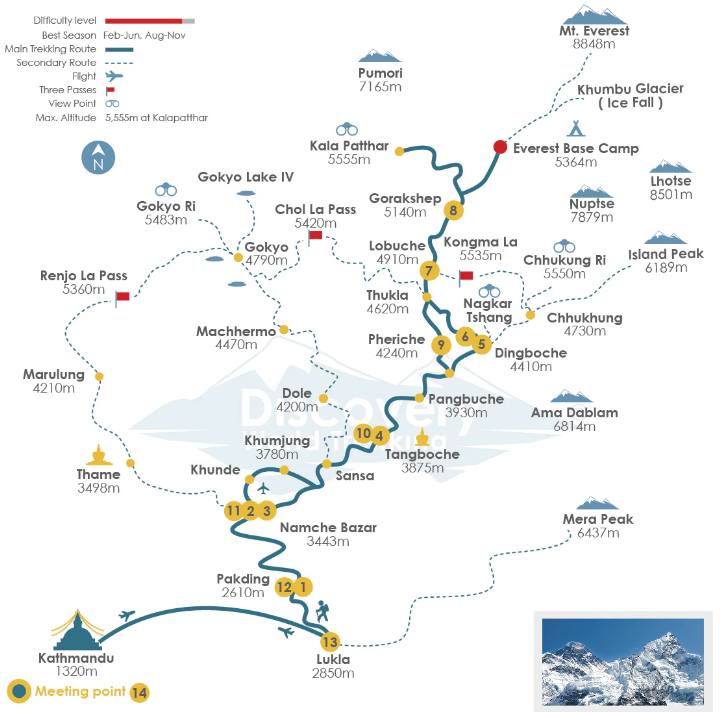 Difficulty level
Best Season Feb-Jun, Aug-Nov
Main Trekking Route
Secondary Route
Flight
Three Passes
View Point
Max. Altitude 5,555m at Kalapatthar
N
Mt. Everest
8848m
Pumori
7165m
Khumbu Glacier
( Ice Fall )
Kala Patthar
5555m
Everest Base Camp
5364m
Lhotse
8501m
Gokyo Lake IV
Gokyo Ri
5483m
Chol La Pass
5420m
Gorakshep
5140m
8
Nuptse
7879m
Gokyo
4790m
Lobuche
4910m
7
Kongma La
5535m
Chhukung Ri
5550m
Island Peak
6189m
Renjo La Pass
5360m
Thukla
4620m
Nagkar
Tshang
Chhukhung
4730m
Machhermo
4470m
Pheriche
4240m
9
6
5
Dingboche
4410m
Marulung
4210m
Dole
4200m
Pangbuche
3930m
Discovery
World Trekking
Ama Dablam
6814m
10
4
Tangboche
3875m
Khumjung
3780m
Khunde
Sansa
Thame
3498m
11
2
3
Namche Bazar
3443m
Mera Peak
6437m
Pakding
2610m
12
1
13
Lukla
2850m
Kathmandu
1320m
Meeting point 14